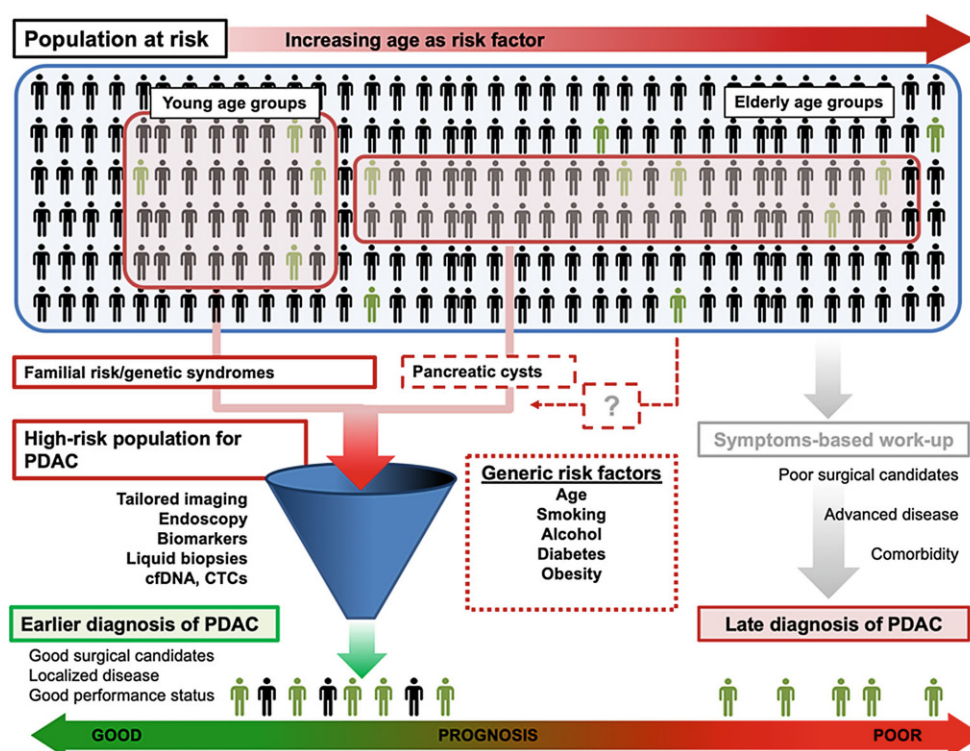 Population at risk
Increasing age as risk factor
Young age groups
Elderly age groups
Familial risk/genetic syndromes
Pancreatic cysts
?
High-risk population for
PDAC
Tailored imaging
Endoscopy
Biomarkers
Liquid biopsies
cfDNA, CTCs
Generic risk factors
Age
Smoking
Alcohol
Diabetes
Obesity
Symptoms-based work-up
Poor surgical candidates
Advanced disease
Comorbidity
Earlier diagnosis of PDAC
Good surgical candidates
Localized disease
Good performance status
Late diagnosis of PDAC
GOOD
PROGNOSIS
POOR